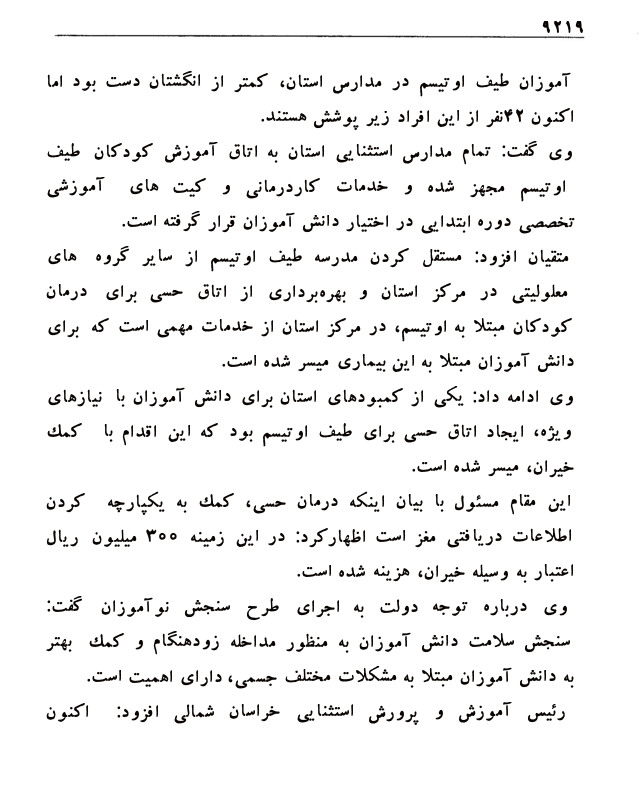 ۹۲۱۹
آموزان طیف اوتیسم در مدارس استان، کمتر از انگشتان دست بود اما
اکنون ۴۲نفر از این افراد زیر پوشش هستند.
وی گفت: تمام مدارس استثنایی استان به اتاق آموزش کودکان طیف
اوتیسم مجهز شده و خدمات کاردرمانی و کیت های آموزشی
تخصصی دوره ابتدایی در اختیار دانش آموزان قرار گرفته است.
متقیان افزود: مستقل کردن مدرسه طیف اوتیسم از سایر گروه های
معلولیتی در مرکز استان و بهره‌برداری از اتاق حسی برای درمان
کودکان مبتلا به اوتیسم، در مرکز استان از خدمات مهمی است که برای
دانش آموزان مبتلا به این بیماری میسر شده است.
وی ادامه داد: یکی از کمبودهای استان برای دانش آموزان با نیازهای
ویژه، ایجاد اتاق حسی برای طیف اوتیسم بود که این اقدام با کمك
خیران، میسر شده است.
این مقام مسئول با بیان اینکه درمان حسی، کمك به یکپارچه کردن
اطلاعات دریافتی مغز است اظهارکرد: در این زمینه ۳۰۰ میلیون ریال
اعتبار به وسیله خیران، هزینه شده است.
وی درباره توجه دولت به اجرای طرح سنجش نوآموزان گفت:
سنجش سلامت دانش آموزان به منظور مداخله زودهنگام و کمك بهتر
به دانش آموزان مبتلا به مشکلات مختلف جسمی، دارای اهمیت است.
رئیس آموزش و پرورش استثنایی خراسان شمالی افزود: اکنون